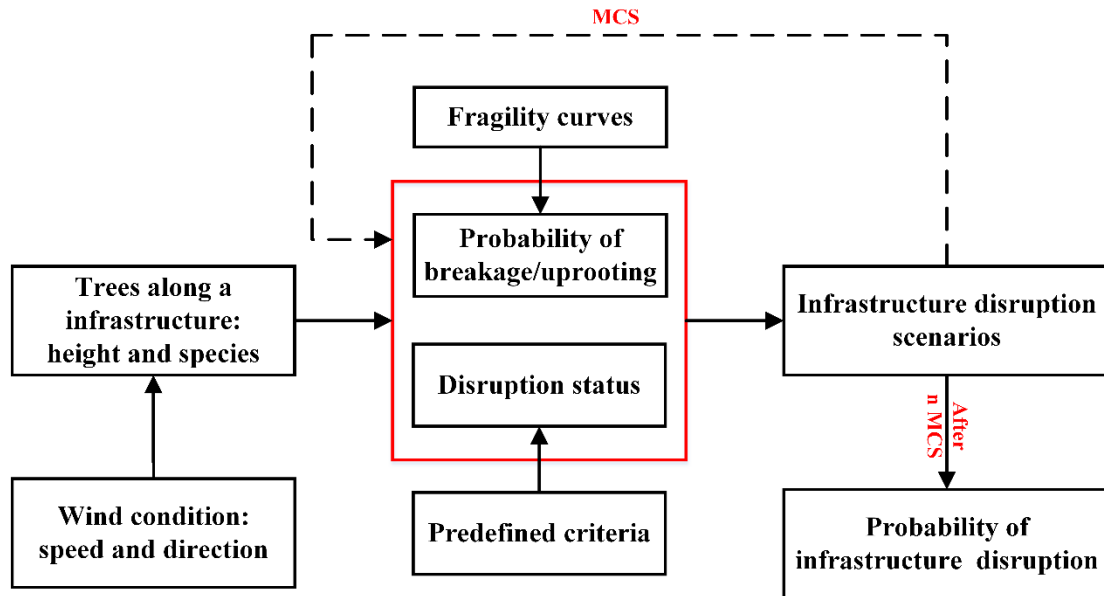 MCS
Fragility curves
Probability of
breakage/uprooting
Trees along a
infrastructure:
height and species
Infrastructure disruption
scenarios
Disruption status
After
n MCS
Wind condition:
speed and direction
Predefined criteria
Probability of
infrastructure disruption